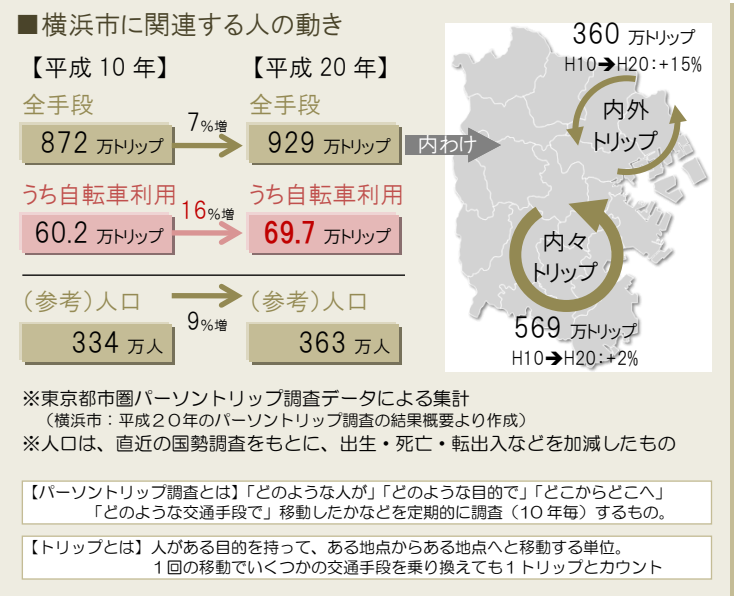 ■横浜市に関連する人の動き
【平成 10 年】
【平成 20 年】
全手段
全手段
872 万トリップ
7%増
929 万トリップ
内わけ
うち自転車利用
うち自転車利用
60.2 万トリップ
16%増
69.7 万トリップ
(参考)人口
(参考)人口
9%増
334 万人
363 万人
360 万トリップ
H10→H20:+15%
内外
トリップ
内々
トリップ
569 万トリップ
H10→H20:+2%
※東京都市圏パーソントリップ調査データによる集計
(横浜市：平成２０年のパーソントリップ調査の結果概要より作成)
※人口は、直近の国勢調査をもとに、出生・死亡・転出入などを加減したもの
【パーソントリップ調査とは】「どのような人が」「どのような目的で」「どこからどこへ」
「どのような交通手段で」移動したかなどを定期的に調査（10 年毎）するもの。
【トリップとは】人がある目的を持って、ある地点からある地点へと移動する単位。
１回の移動でいくつかの交通手段を乗り換えても１トリップとカウント